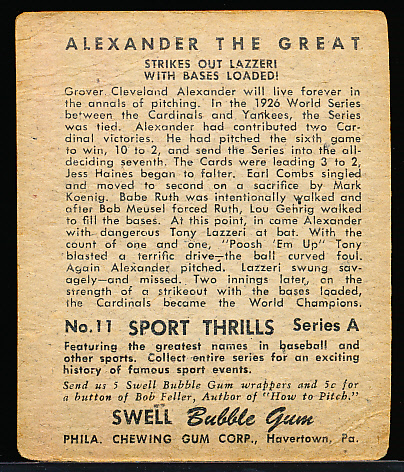 ALEXANDER THE GREAT
STRIKES OUT LAZZERI
WITH BASES LOADED!
Grover Cleveland Alexander will live forever in
the annals of pitching. In the 1926 World Series
between the Cardinals and Yankees, the Series
was tied. Alexander had contributed two Car-
dinal victories. He had pitched the sixth game
to win, 10 to 2, and send the Series into the all-
deciding seventh. The Cards were leading 3 to 2,
Jess Haines began to falter. Earl Combs singled
and moved to second on a sacrifice by Mark
Koenig. Babe Ruth was intentionally walked and
after Bob Meusel forced Ruth, Lou Gehrig walked
to fill the bases. At this point, in came Alexander
with dangerous Tony Lazzeri at bat. With the
count of one and one, "Poosh 'Em Up" Tony
blasted a terrific drive—the ball curved foul.
Again Alexander pitched. Lazzeri swung sav-
agely—and missed. Two innings later, on the
strength of a strikeout with the bases loaded,
the Cardinals became the World Champions.
No. 11 SPORT THRILLS Series A
Featuring the greatest names in baseball and
other sports. Collect entire series for an exciting
history of famous sport events.
Send us 5 Swell Bubble Gum wrappers and 5c for
a button of Bob Feller, Author of "How to Pitch."
SWELL Bubble Gum
PHILA. CHEWING GUM CORP., Havertown, Pa.